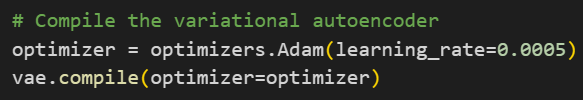 # Compile the variational autoencoder
optimizer = optimizers.Adam(learning_rate=0.0005)
vae.compile(optimizer=optimizer)